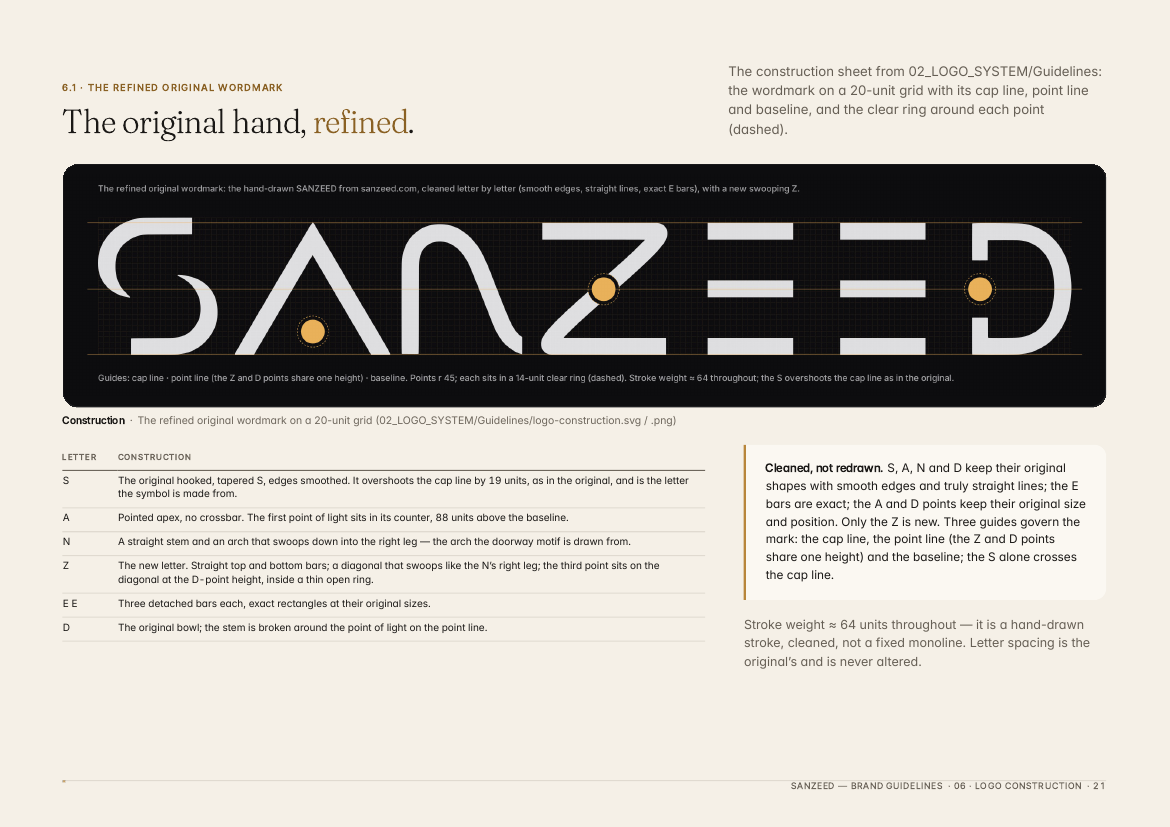 6.1 · THE REFINED ORIGINAL WORDMARK
The original hand, refined.
The construction sheet from 02_LOGO_SYSTEM/Guidelines:
the wordmark on a 20-unit grid with its cap line, point line
and baseline, and the clear ring around each point
(dashed).
The refined original wordmark: the hand-drawn SANZEED from sanzeed.com, cleaned letter by letter (smooth edges, straight lines, exact E bars), with a new swooping Z.
SANZEED
Guides: cap line · point line (the Z and D points share one height) · baseline. Points r 45; each sits in a 14-unit clear ring (dashed). Stroke weight ≈ 64 throughout; the S overshoots the cap line as in the original.
Construction · The refined original wordmark on a 20-unit grid (02_LOGO_SYSTEM/Guidelines/logo-construction.svg / .png)
LETTER CONSTRUCTION
S The original hooked, tapered S, edges smoothed. It overshoots the cap line by 19 units, as in the original, and is the letter
the symbol is made from.
A Pointed apex, no crossbar. The first point of light sits in its counter, 88 units above the baseline.
N A straight stem and an arch that swoops down into the right leg — the arch the doorway motif is drawn from.
Z The new letter. Straight top and bottom bars; a diagonal that swoops like the N's right leg; the third point sits on the
diagonal at the D-point height, inside a thin open ring.
E E Three detached bars each, exact rectangles at their original sizes.
D The original bowl; the stem is broken around the point of light on the point line.
Cleaned, not redrawn. S, A, N and D keep their original
shapes with smooth edges and truly straight lines; the E
bars are exact; the A and D points keep their original size
and position. Only the Z is new. Three guides govern the
mark: the cap line, the point line (the Z and D points
share one height) and the baseline; the S alone crosses
the cap line.
Stroke weight ≈ 64 units throughout — it is a hand-drawn
stroke, cleaned, not a fixed monoline. Letter spacing is the
original's and is never altered.
SANZEED — BRAND GUIDELINES · 06 · LOGO CONSTRUCTION · 21